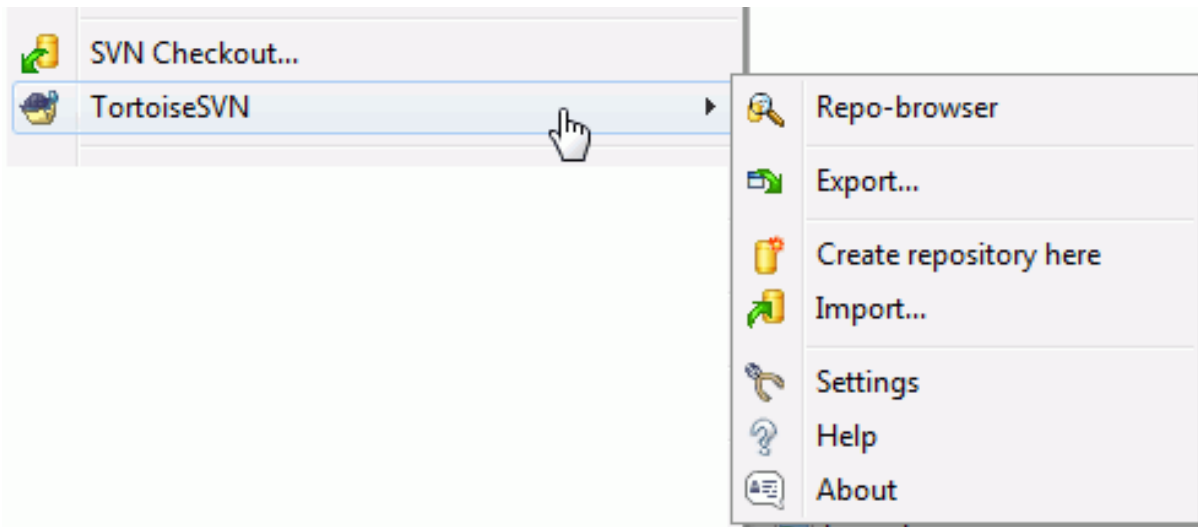 SVN Checkout...
TortoiseSVN
Repo-browser
Export...
Create repository here
Import...
Settings
Help
About